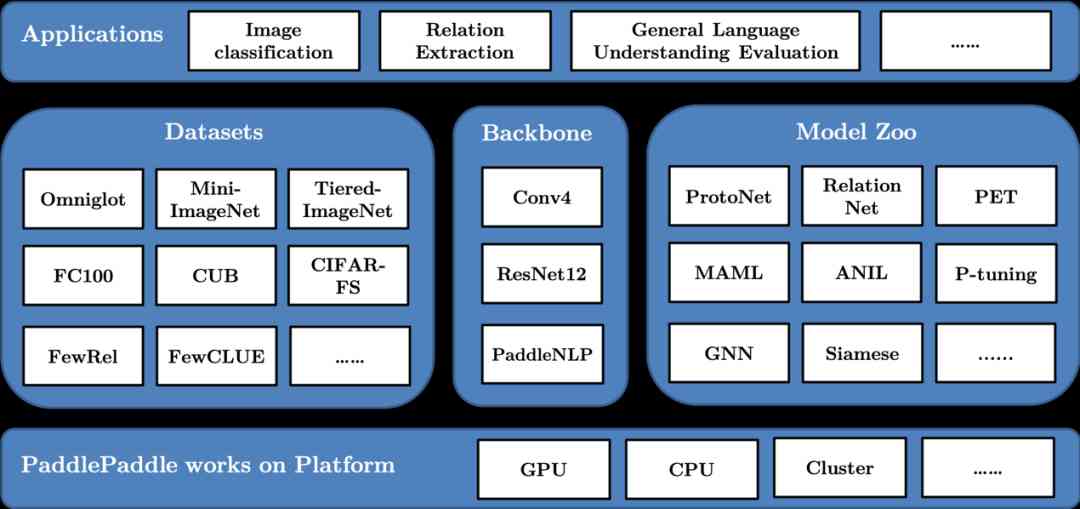 Applications
Image
classification
Relation
Extraction
General Language
Understanding Evaluation
......
Datasets
Omniglot
Mini-
ImageNet
Tiered-
ImageNet
FC100
CUB
CIFAR-
FS
FewRel
FewCLUE
......
Backbone
Conv4
ResNet12
PaddleNLP
Model Zoo
ProtoNet
Relation
Net
PET
MAML
ANIL
P-tuning
GNN
Siamese
......
PaddlePaddle works on Platform
GPU
CPU
Cluster
......